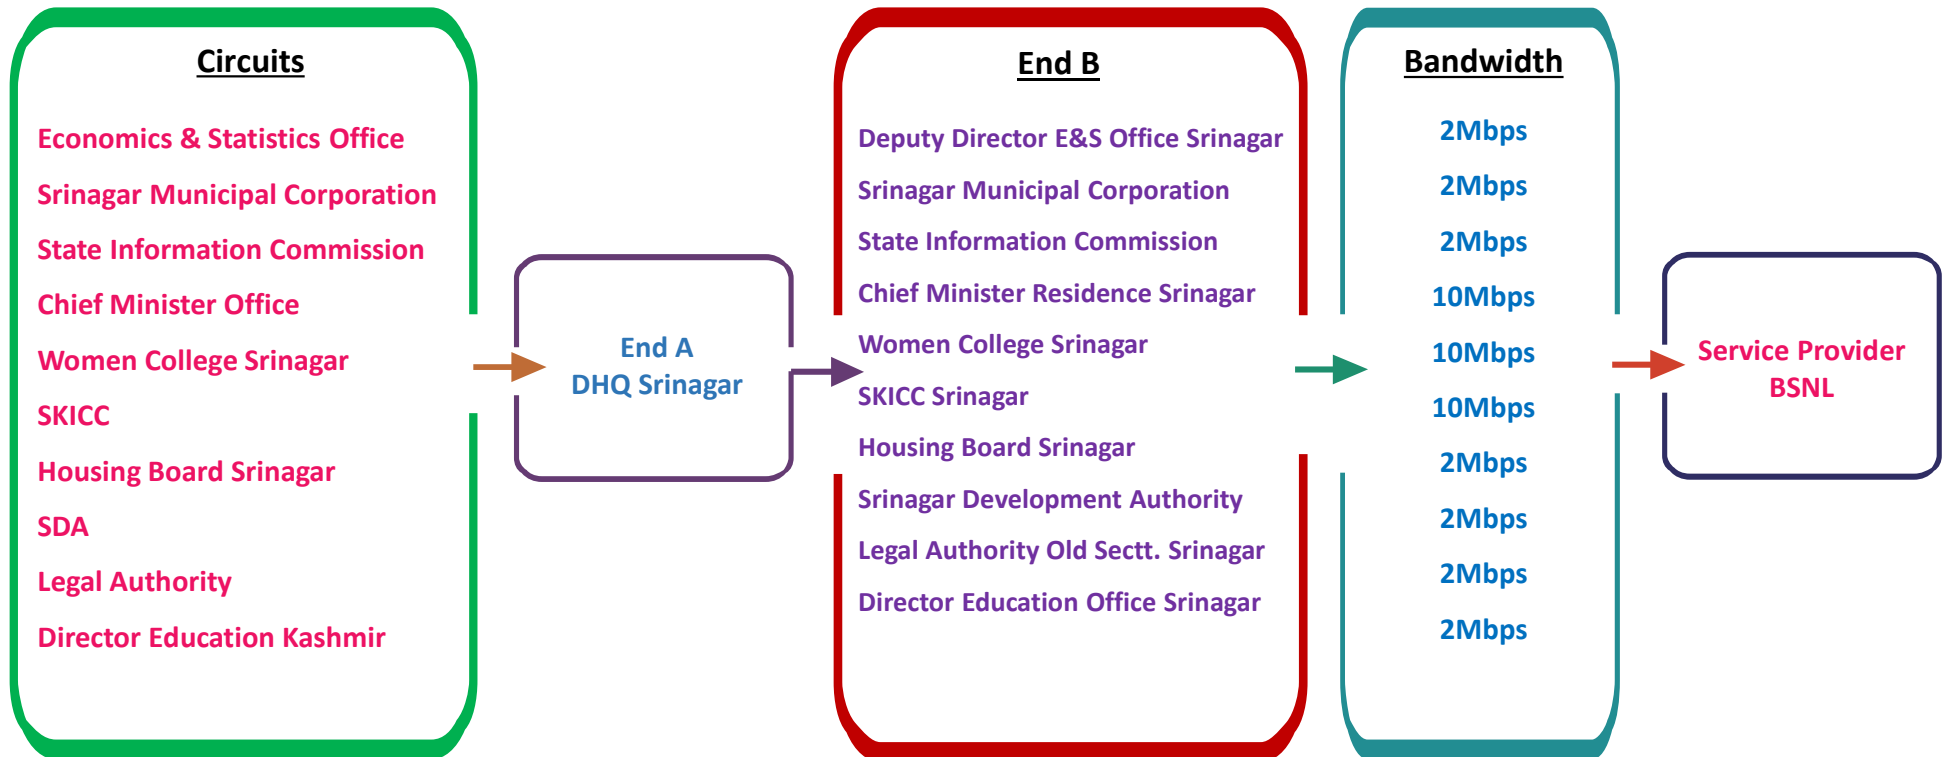 Circuits
Economics & Statistics Office
Srinagar Municipal Corporation
State Information Commission
Chief Minister Office
Women College Srinagar
SKICC
Housing Board Srinagar
SDA
Legal Authority
Director Education Kashmir
End A
DHQ Srinagar
End B
Deputy Director E&S Office Srinagar
Srinagar Municipal Corporation
State Information Commission
Chief Minister Residence Srinagar
Women College Srinagar
SKICC Srinagar
Housing Board Srinagar
Srinagar Development Authority
Legal Authority Old Sectt. Srinagar
Director Education Office Srinagar
Bandwidth
2Mbps
2Mbps
2Mbps
10Mbps
10Mbps
10Mbps
2Mbps
2Mbps
2Mbps
2Mbps
Service Provider
BSNL